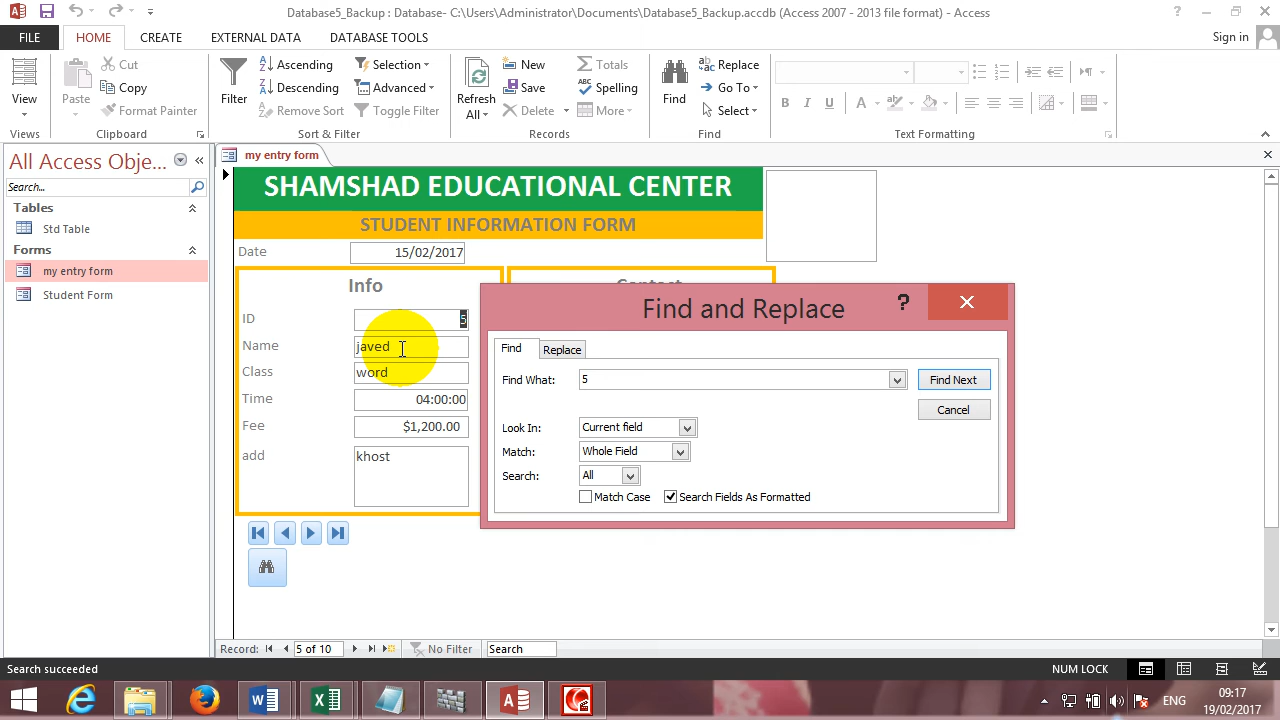 Database5_Backup : Database- C:\Users\Administrator\Documents\Database5_Backup.accdb (Access 2007 - 2013 file format) - Access
FILE HOME CREATE EXTERNAL DATA DATABASE TOOLS Sign in
View
Views
Paste
Cut
Copy
Format Painter
Clipboard
Filter
Ascending
Descending
Remove Sort
Selection
Advanced
Toggle Filter
Sort & Filter
Refresh
All
New
Save
Delete
Totals
Spelling
More
Records
Find
Replace
Go To
Select
Find
B I U A
Text Formatting
All Access Obje...
Search...
Tables
Std Table
Forms
my entry form
Student Form
my entry form
SHAMSHAD EDUCATIONAL CENTER
STUDENT INFORMATION FORM
Date 15/02/2017
Info
Contact
ID 5
Name javed
Class word
Time 04:00:00
Fee $1,200.00
add khost
Find and Replace
Find Replace
Find What: 5 Find Next
Cancel
Look In: Current field
Match: Whole Field
Search: All
Match Case Search Fields As Formatted
Record: 5 of 10 No Filter Search
Search succeeded NUM LOCK
ENG
09:17
19/02/2017